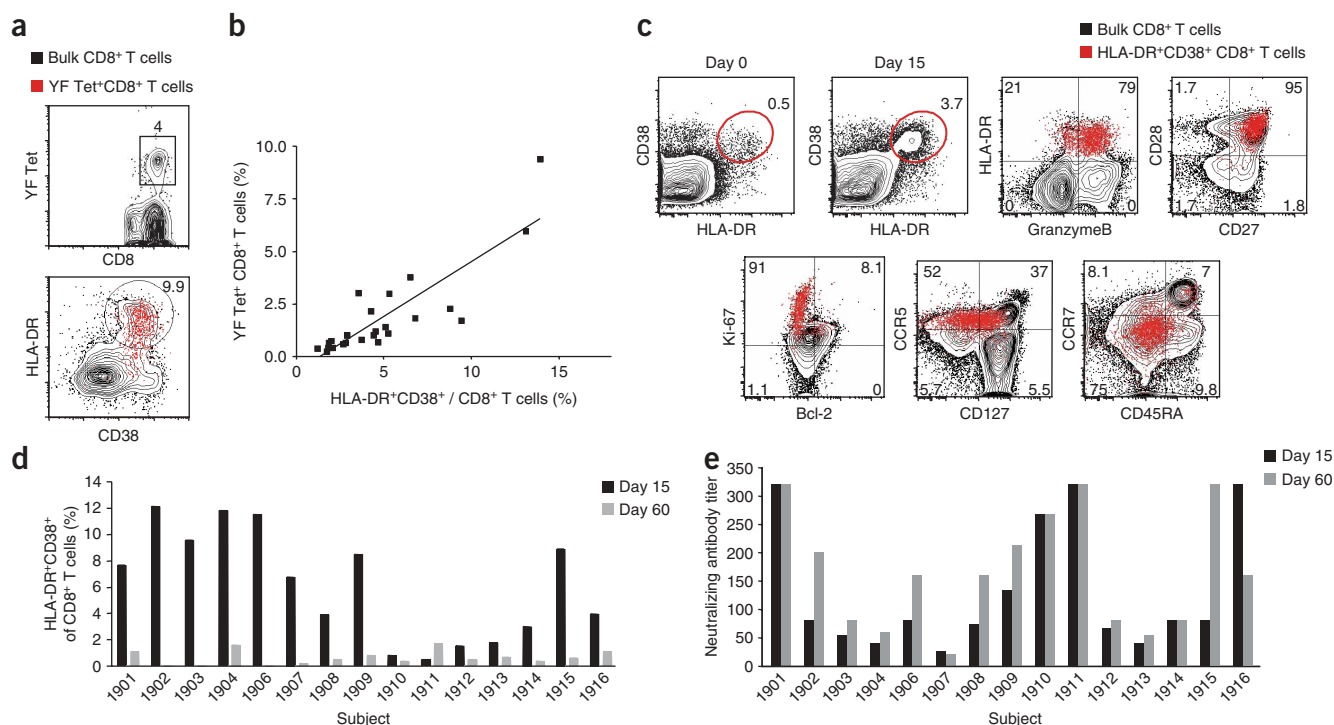 a
Bulk CD8+ T cells
YF Tet+CD8+ T cells
4
YF Tet
CD8
9.9
HLA-DR
CD38
b
10.0
7.5
5.0
2.5
0.0
YF Tet+ CD8+ T cells (%)
0 5 10 15
HLA-DR+CD38+ / CD8+ T cells (%)
c
Bulk CD8+ T cells
HLA-DR+CD38+ CD8+ T cells
Day 0
0.5
CD38
HLA-DR
Day 15
3.7
CD38
HLA-DR
21 79
0 0
HLA-DR
GranzymeB
1.7 95
1.7 1.8
CD28
CD27
91 8.1
1.1 0
Ki-67
Bcl-2
52 37
5.7 5.5
CCR5
CD127
8.1 7
75 9.8
CCR7
CD45RA
d
Day 15
Day 60
14
12
10
8
6
4
2
0
HLA-DR+CD38+
of CD8+ T cells (%)
1901 1902 1903 1904 1906 1907 1908 1909 1910 1911 1912 1913 1914 1915 1916
Subject
e
Day 15
Day 60
350
300
250
200
150
100
50
0
Neutralizing antibody titer
1901 1902 1903 1904 1906 1907 1908 1909 1910 1911 1912 1913 1914 1915 1916
Subject